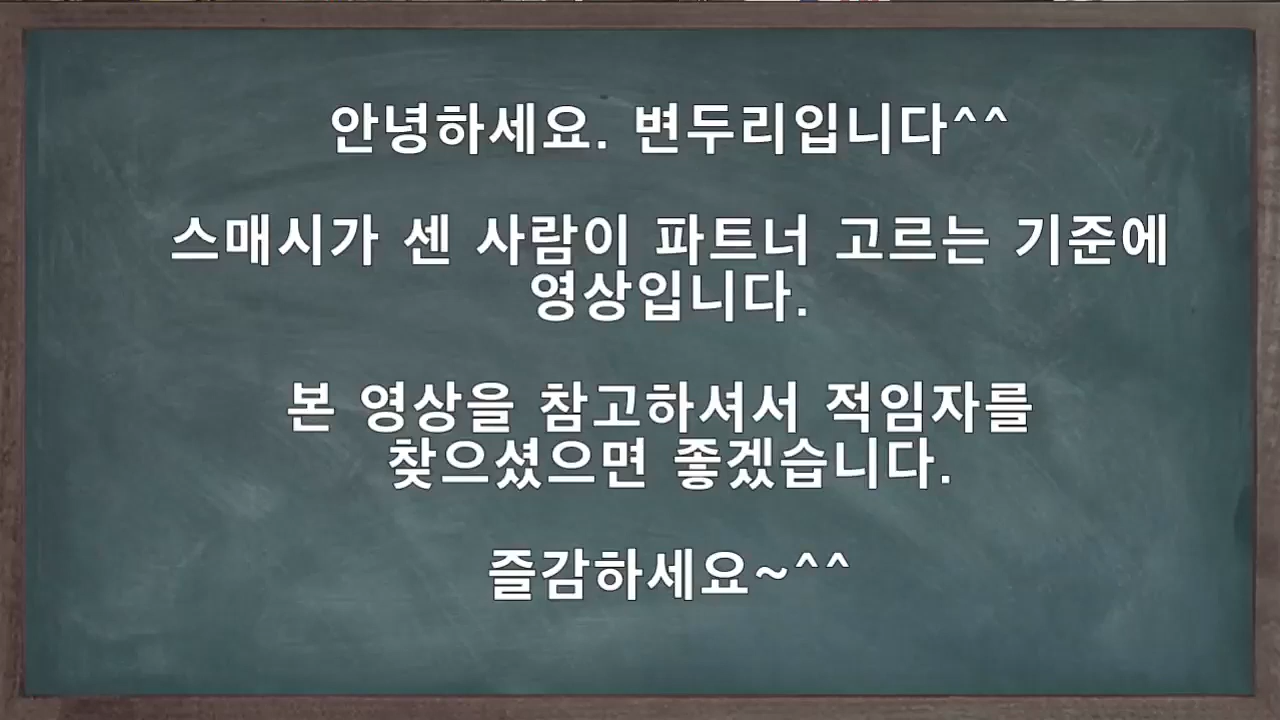 안녕하세요. 변두리입니다^^
스매시가 센 사람이 파트너 고르는 기준에
영상입니다.
본 영상을 참고하셔서 적임자를
찾으셨으면 좋겠습니다.
즐감하세요~^^